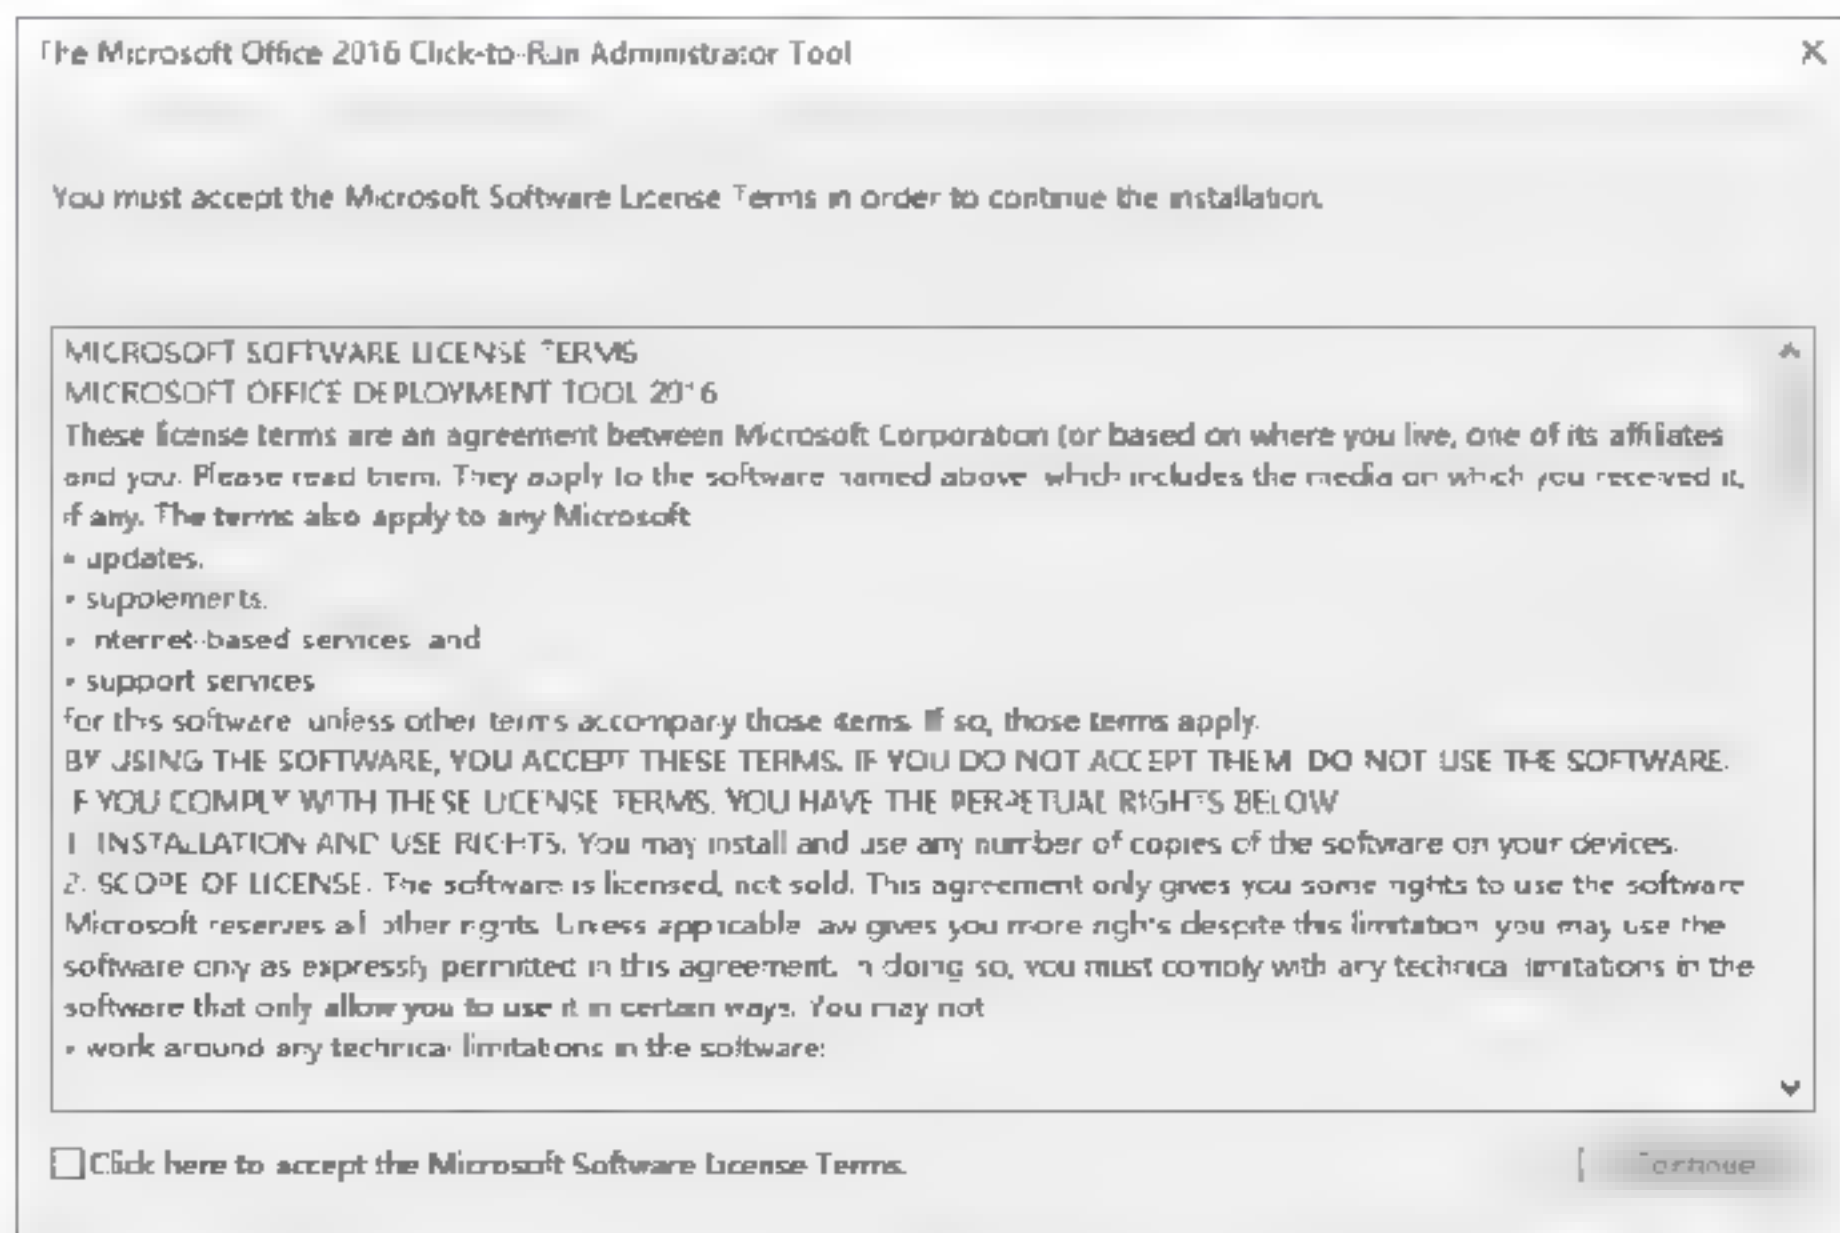 The Microsoft Office 2016 Click-to-Run Administrator Tool
You must accept the Microsoft Software License Terms in order to continue the installation.
MICROSOFT SOFTWARE LICENSE TERMS
MICROSOFT OFFICE DEPLOYMENT TOOL 2016
These license terms are an agreement between Microsoft Corporation (or based on where you live, one of its affiliates
and you. Please read them. They apply to the software named above, which includes the media on which you received it,
if any. The terms also apply to any Microsoft
• updates,
• supplements,
• Internet-based services, and
• support services
for this software, unless other terms accompany those items. If so, those terms apply.
BY USING THE SOFTWARE, YOU ACCEPT THESE TERMS. IF YOU DO NOT ACCEPT THEM, DO NOT USE THE SOFTWARE.
IF YOU COMPLY WITH THESE LICENSE TERMS, YOU HAVE THE PERPETUAL RIGHTS BELOW.
1. INSTALLATION AND USE RIGHTS. You may install and use any number of copies of the software on your devices.
2. SCOPE OF LICENSE. The software is licensed, not sold. This agreement only gives you some rights to use the software.
Microsoft reserves all other rights. Unless applicable law gives you more rights despite this limitation, you may use the
software only as expressly permitted in this agreement. In doing so, you must comply with any technical limitations in the
software that only allow you to use it in certain ways. You may not
• work around any technical limitations in the software;
Click here to accept the Microsoft Software License Terms.
Continue